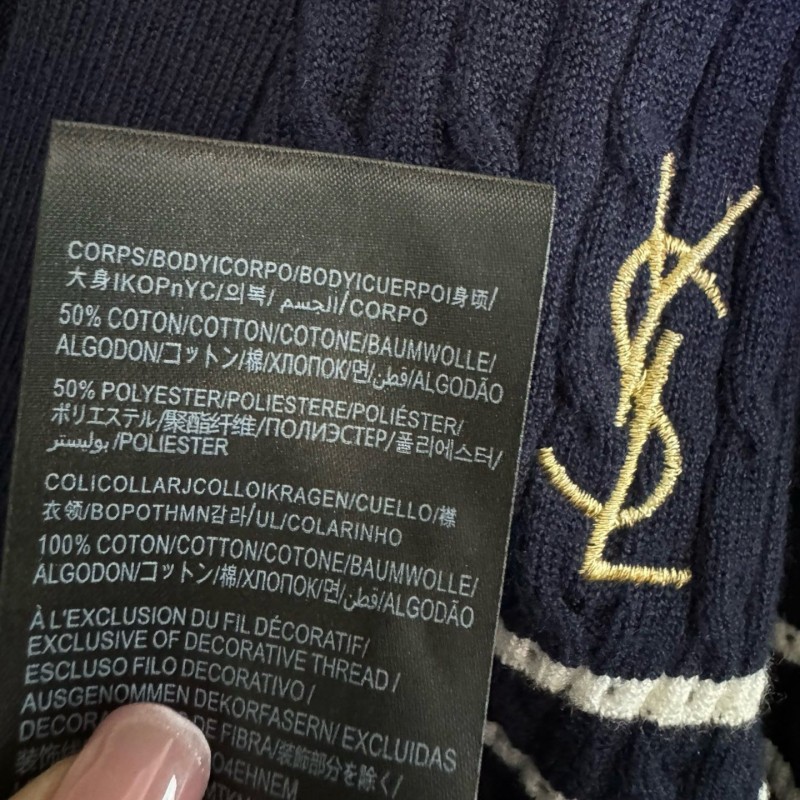 CORPS/BODYICORPO/BODYICUERPOI身顷/
大身IKOPnYC/의복/الجسم/CORPO
50% COTON/COTTON/COTONE/BAUMWOLLE/
ALGODON/コットン/棉/ХЛОПОК/면/قطن/ALGODÃO
50% POLYESTER/POLIESTERE/POLIÉSTER/
ポリエステル/聚酯纤维/ПОЛИЭСТЕР/폴리에스터/
بوليستر/POLIESTER
COLICOLLARJCOLLOIKRAGEN/CUELLO/襟
衣领/BOPOTHMN감라/UL/COLARINHO
100% COTON/COTTON/COTONE/BAUMWOLLE/
ALGODON/コットン/棉/ХЛОПОК/면/قطن/ALGODÃO
À L'EXCLUSION DU FIL DÉCORATIF/
EXCLUSIVE OF DECORATIVE THREAD/
ESCLUSO FILO DECORATIVO/
AUSGENOMMEN DEKORFASERN/EXCLUIDAS
DE FIBRA/装飾部分を除く/
YSL